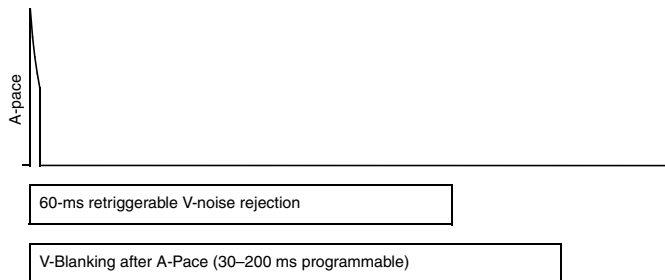 A-pace
60-ms retriggerable V-noise rejection
V-Blanking after A-Pace (30–200 ms programmable)